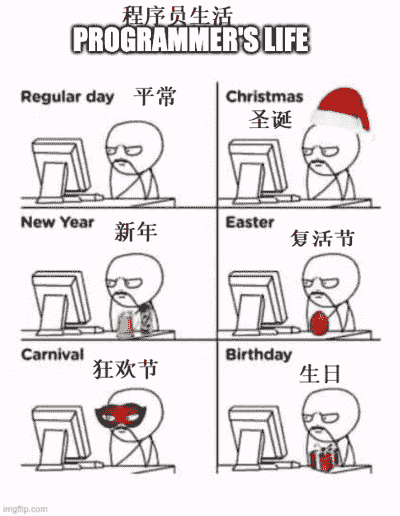 程序员生活
PROGRAMMER'S LIFE
Regular day 平常
Christmas
圣诞
New Year 新年
Easter
复活节
Carnival
狂欢节
Birthday
生日
imgflip.com